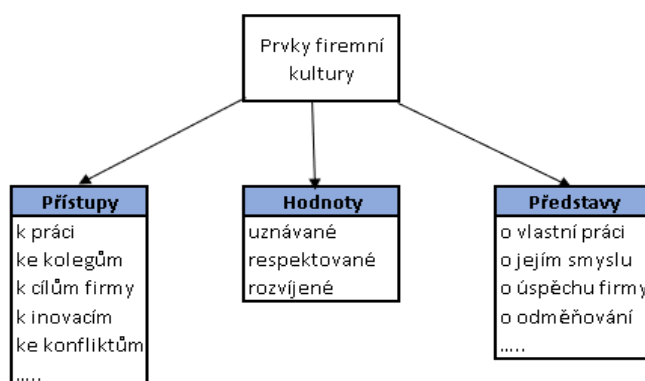 Prvky firemní
kultury
Přístupy
k práci
ke kolegům
k cílům firmy
k inovacím
ke konfliktům
.....
Hodnoty
uznávané
respektované
rozvíjené
Představy
o vlastní práci
o jejím smyslu
o úspěchu firmy
o odměňování
.....